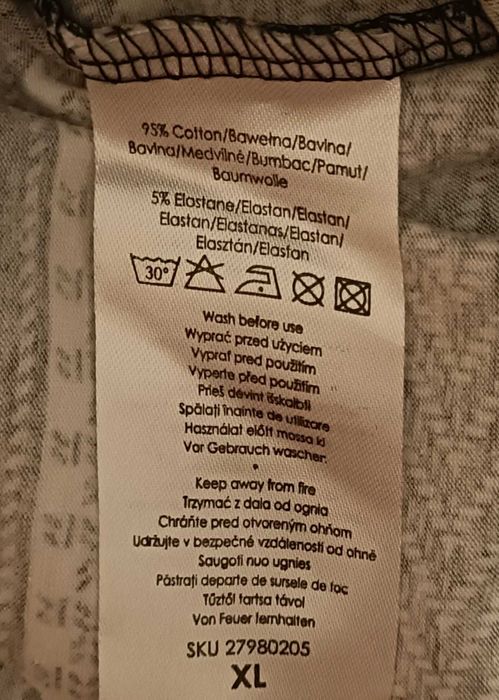 95% Cotton/Bawełna/Bavlna/
Bavlna/Medvilnė/Bumbac/Pamut/
Baumwolle
5% Elastane/Elastan/Elastan/
Elastan/Elastanas/Elastan/
Elasztán/Elastan
30°
Wash before use
Wyprać przed użyciem
Vyprať pred použitím
Vyperte před použitím
Prieš dėvint išskalbti
Spălați înainte de utilizare
Használat előtt mossa ki
Vor Gebrauch waschen
Keep away from fire
Trzymać z dala od ognia
Chráňte pred otvoreným ohňom
Udržujte v bezpečné vzdálenosti od ohně
Saugoti nuo ugnies
Păstrați departe de sursele de foc
Tűztől tartsa távol
Von Feuer fernhalten
SKU 27980205
XL